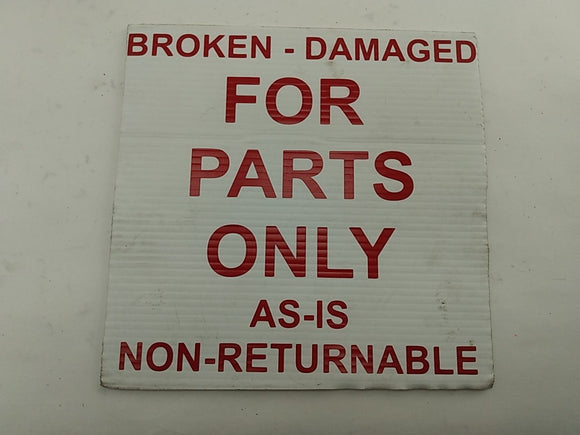 BROKEN - DAMAGED
FOR
PARTS
ONLY
AS-IS
NON-RETURNABLE